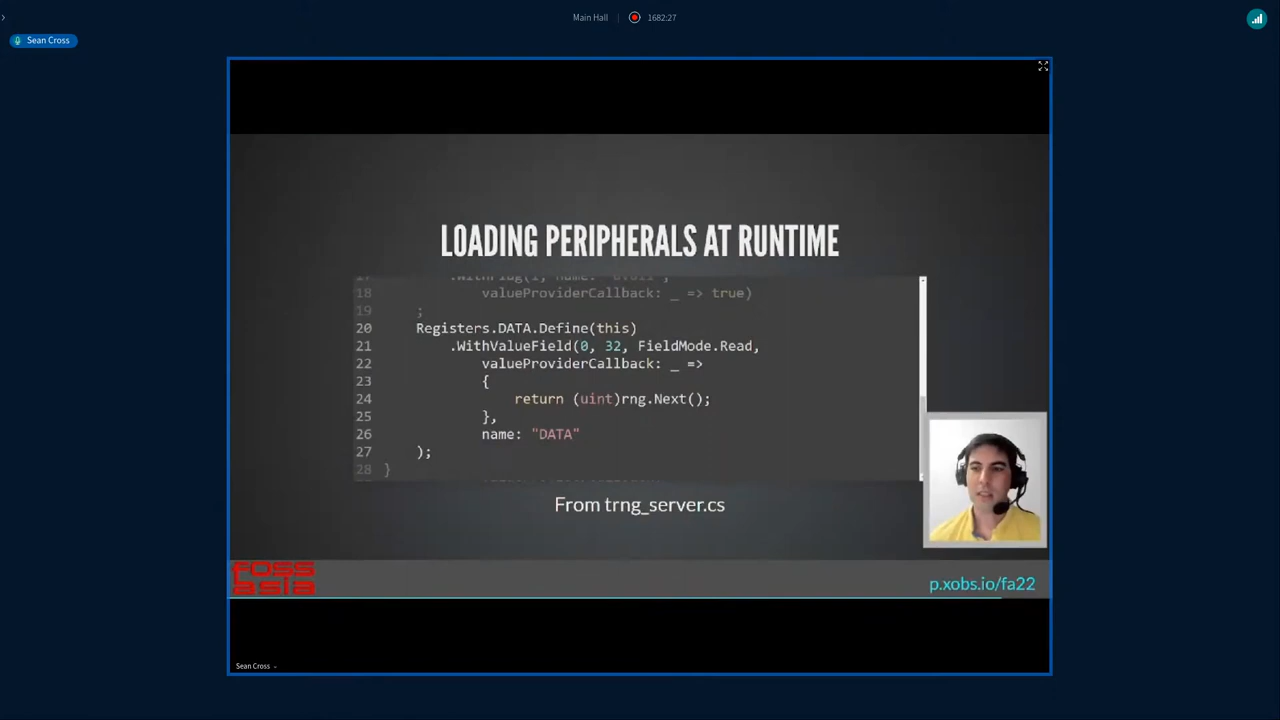 Main Hall
1682:27
Sean Cross
LOADING PERIPHERALS AT RUNTIME
18 valueProviderCallback: _ => true)
19 ;
20 Registers.DATA.Define(this)
21 .WithValueField(0, 32, FieldMode.Read,
22 valueProviderCallback: _ =>
23 {
24 return (uint)rng.Next();
25 },
26 name: "DATA"
27 );
28 }
From trng_server.cs
foss
asia
p.xobs.io/fa22
Sean Cross